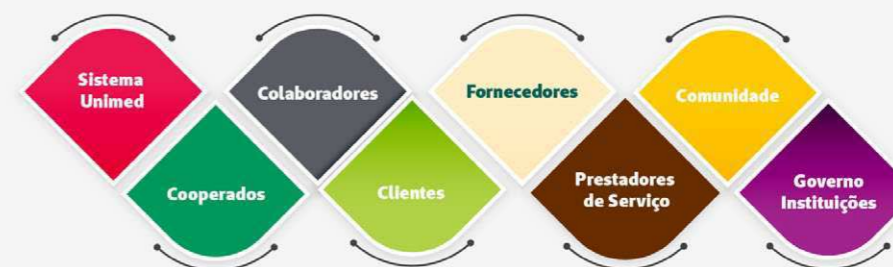 Sistema
Unimed
Colaboradores
Fornecedores
Comunidade
Cooperados
Clientes
Prestadores
de Serviço
Governo
Instituições